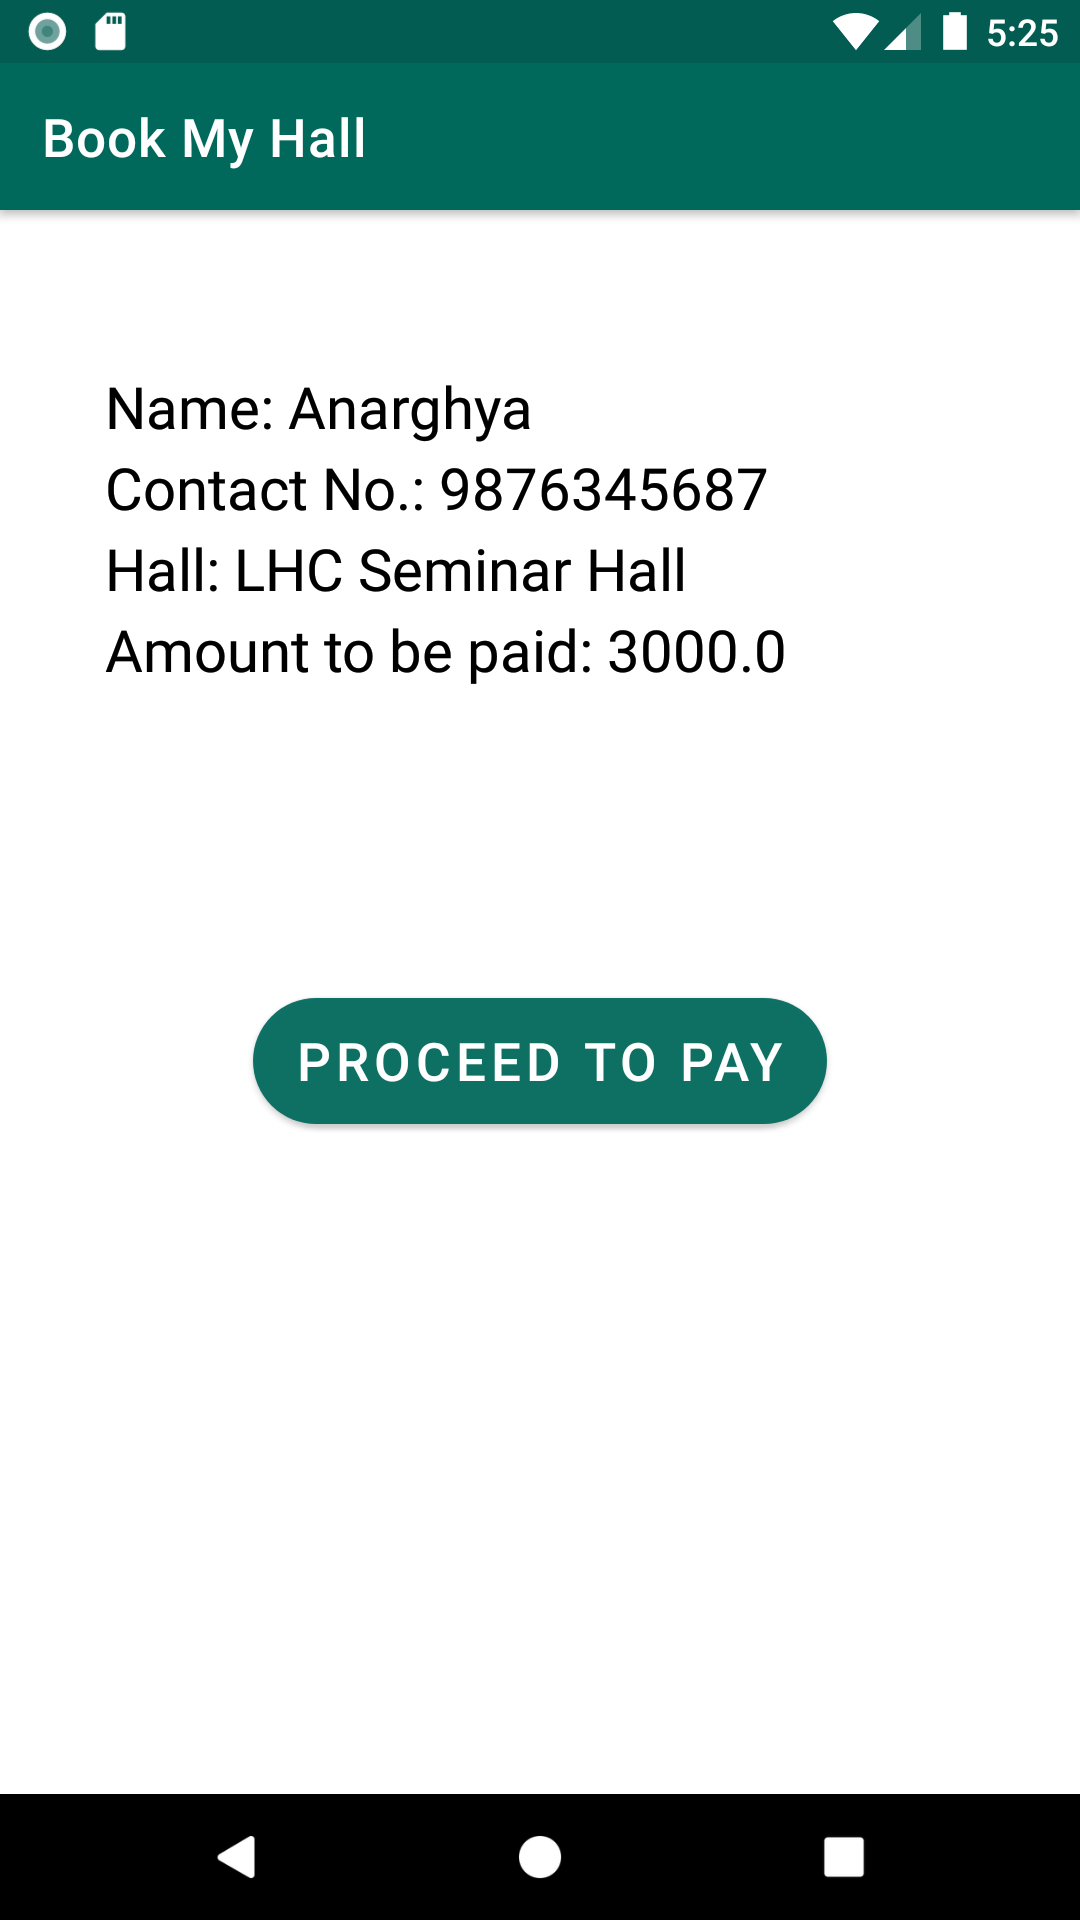 5:25
Book My Hall
Name: Anarghya
Contact No.: 9876345687
Hall: LHC Seminar Hall
Amount to be paid: 3000.0
PROCEED TO PAY